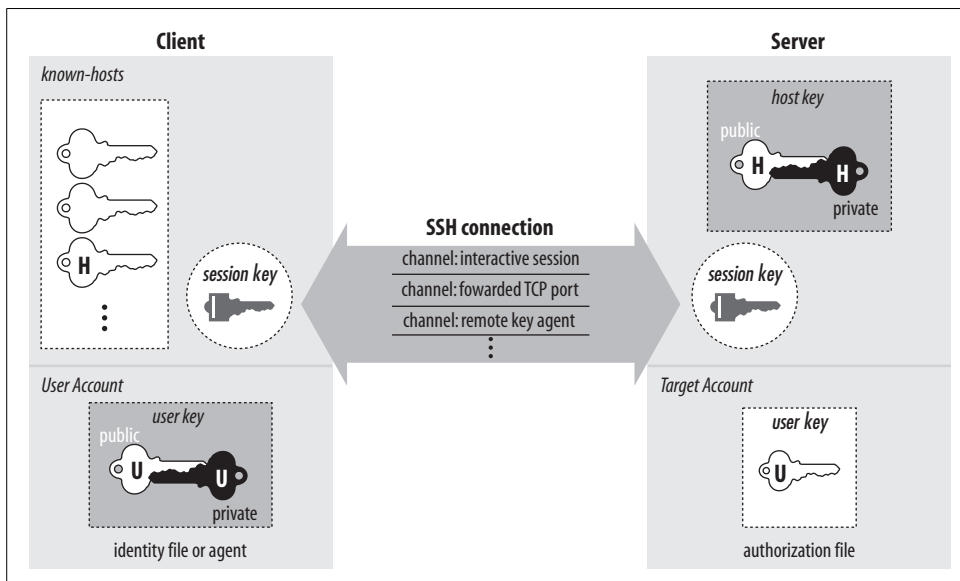 Client
Server
known-hosts
host key
public
H
H
private
SSH connection
channel: interactive session
channel: fowarded TCP port
channel: remote key agent
H
session key
session key
User Account
user key
public
U
U
private
identity file or agent
Target Account
user key
U
authorization file